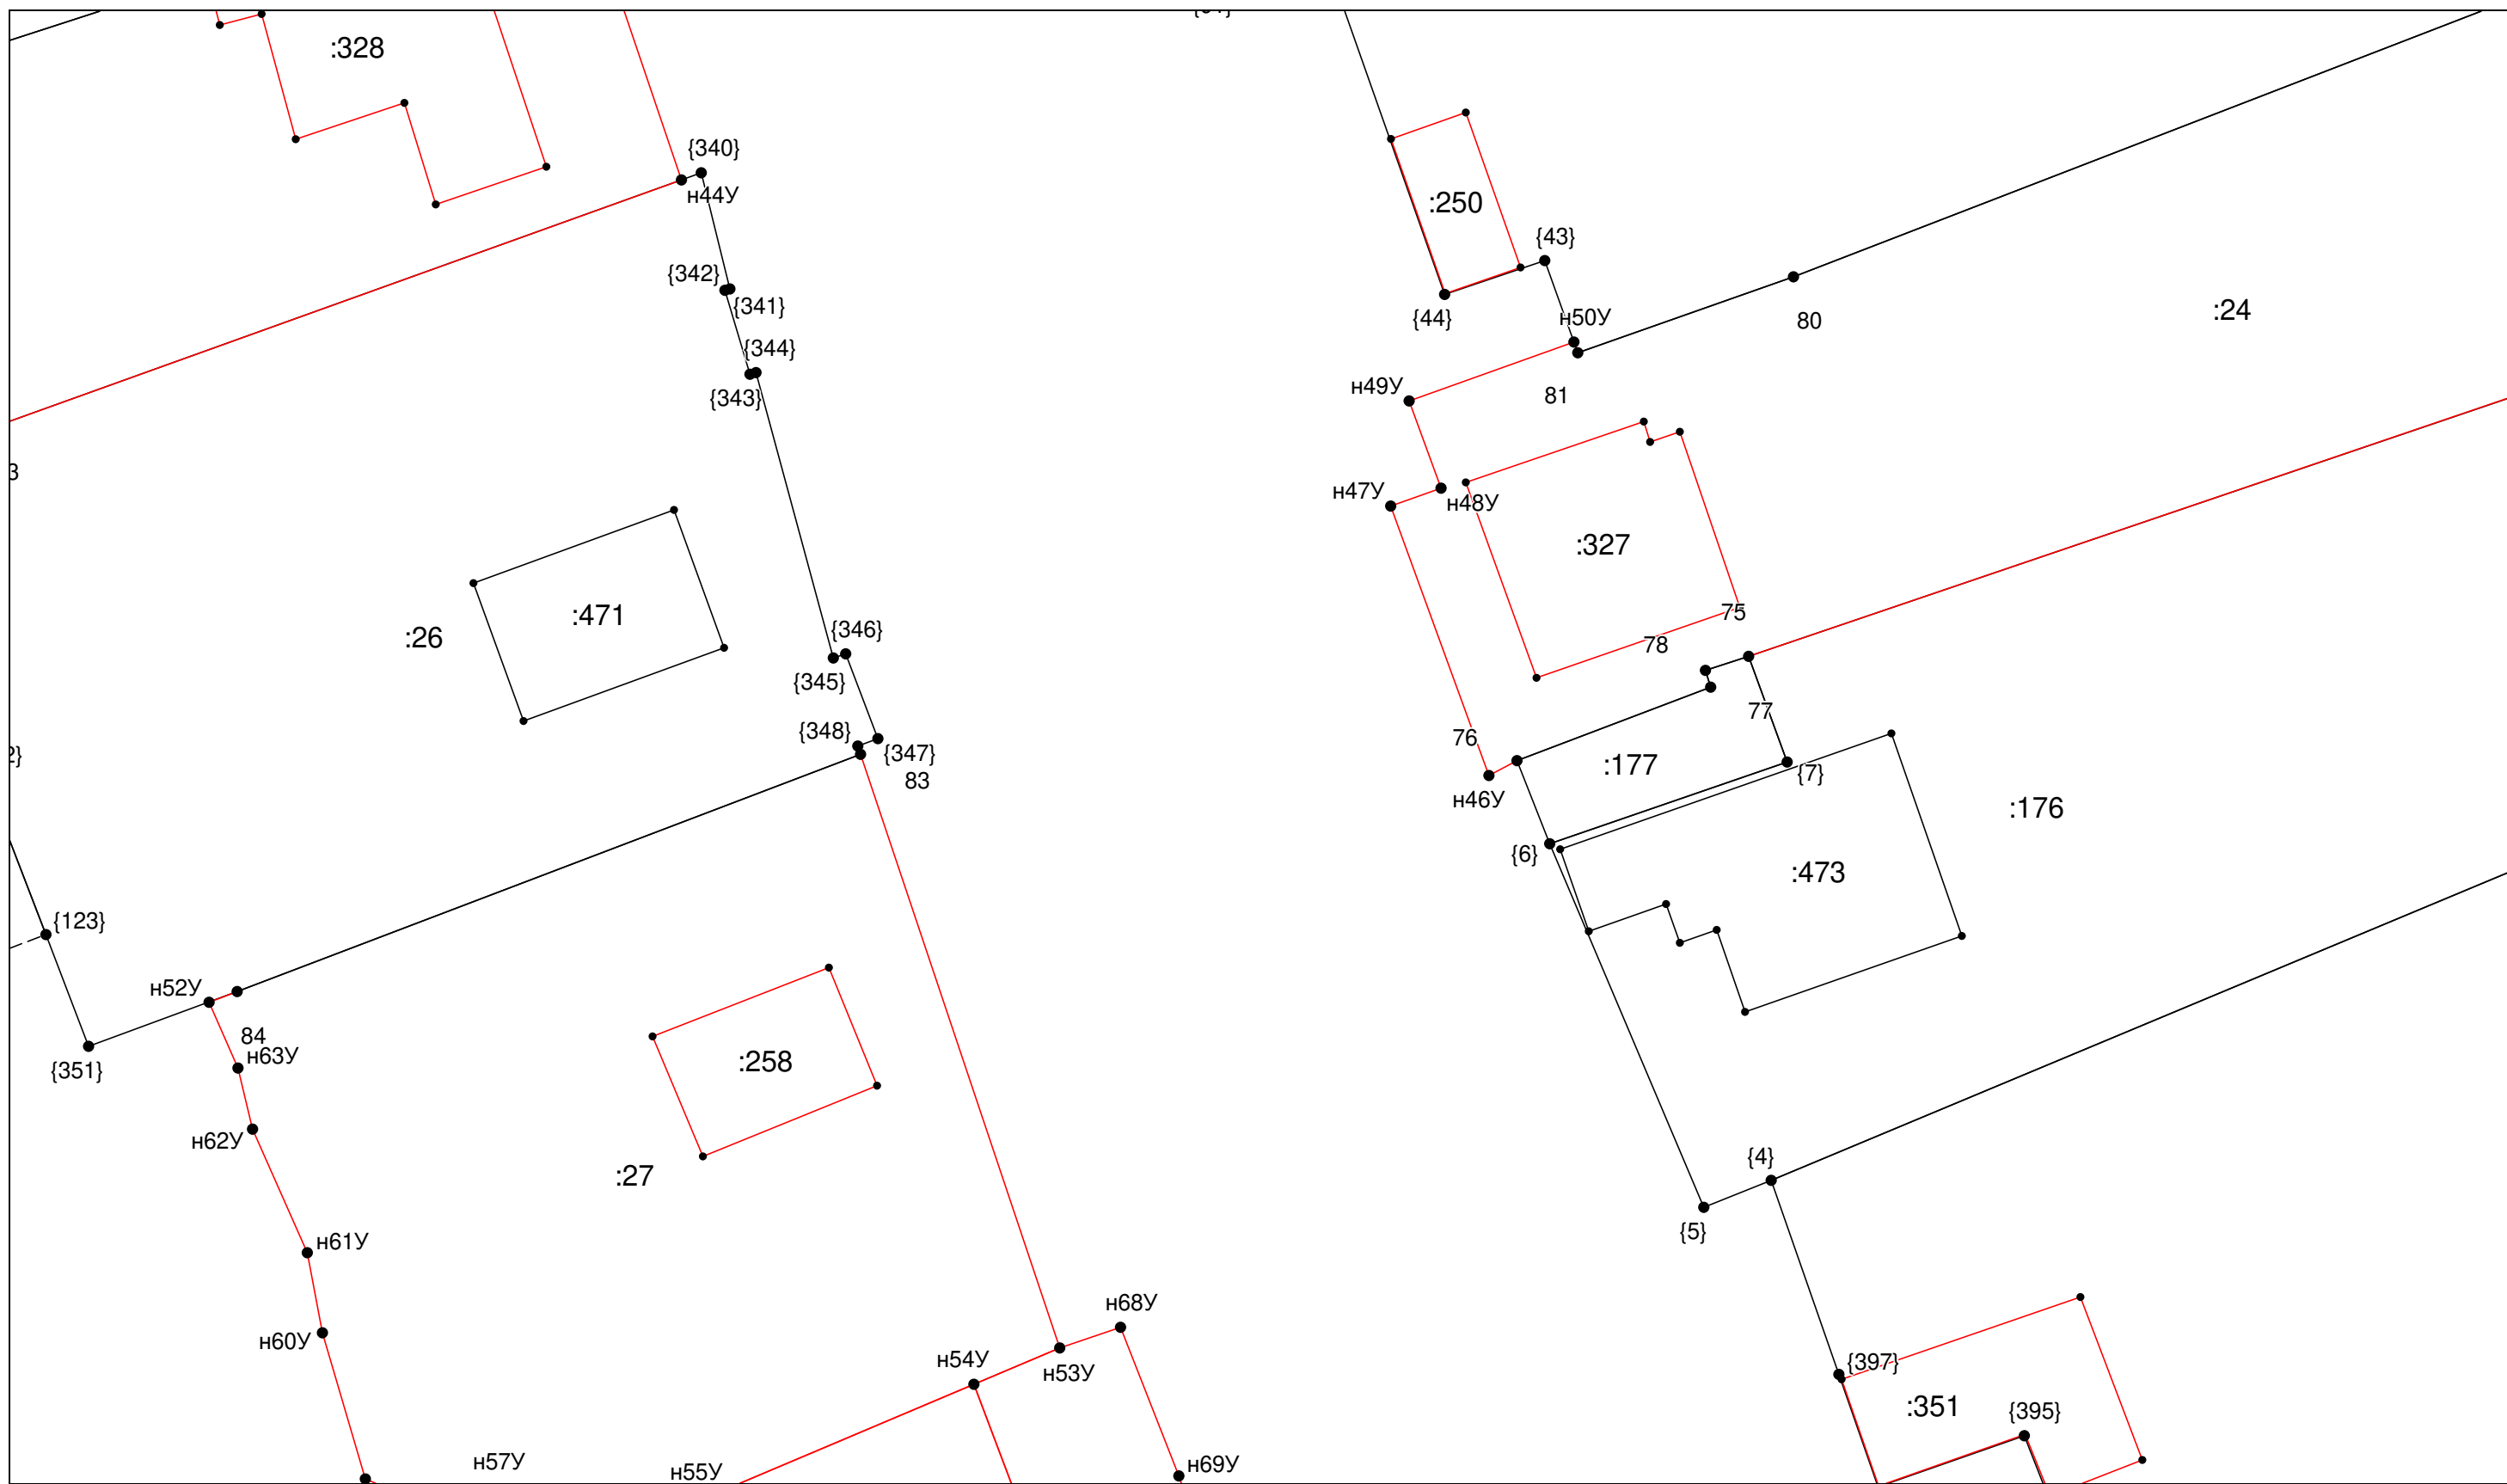 :328
{340}
н44У
:250
{43}
{342}
{341}
{44}
н50У
80
:24
{344}
{343}
н49У
81
3
н47У
н48У
:327
:471
:26
{346}
75
78
{345}
{348}
{347}
83
77
76
:177
{7}
н46У
:176
{6}
:473
{123}
н52У
84
н63У
{351}
:258
н62У
:27
{4}
{5}
н61У
н68У
н60У
н54У
н53У
{397}
:351
{395}
н57У
н55У
н69У